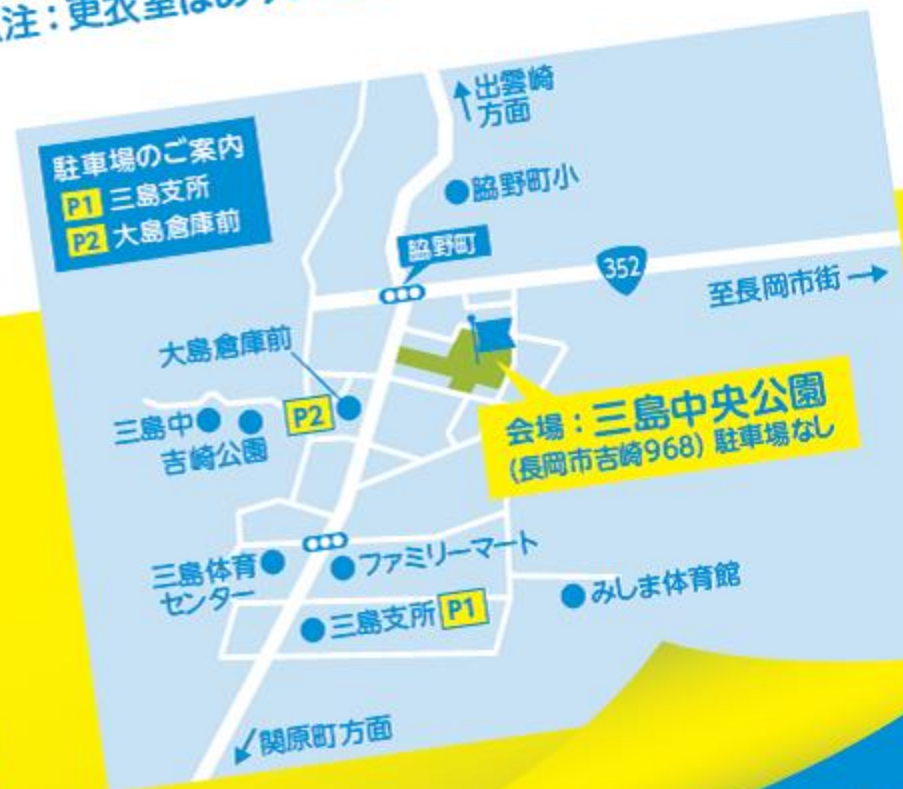 注：更衣室はあり
出雲崎
方面
駐車場のご案内
P1 三島支所
P2 大島倉庫前
脇野町小
脇野町
352
至長岡市街
大島倉庫前
三島中
P2
吉崎公園
会場：三島中央公園
(長岡市吉崎968) 駐車場なし
三島体育
センター
ファミリーマート
みしま体育館
三島支所 P1
関原町方面